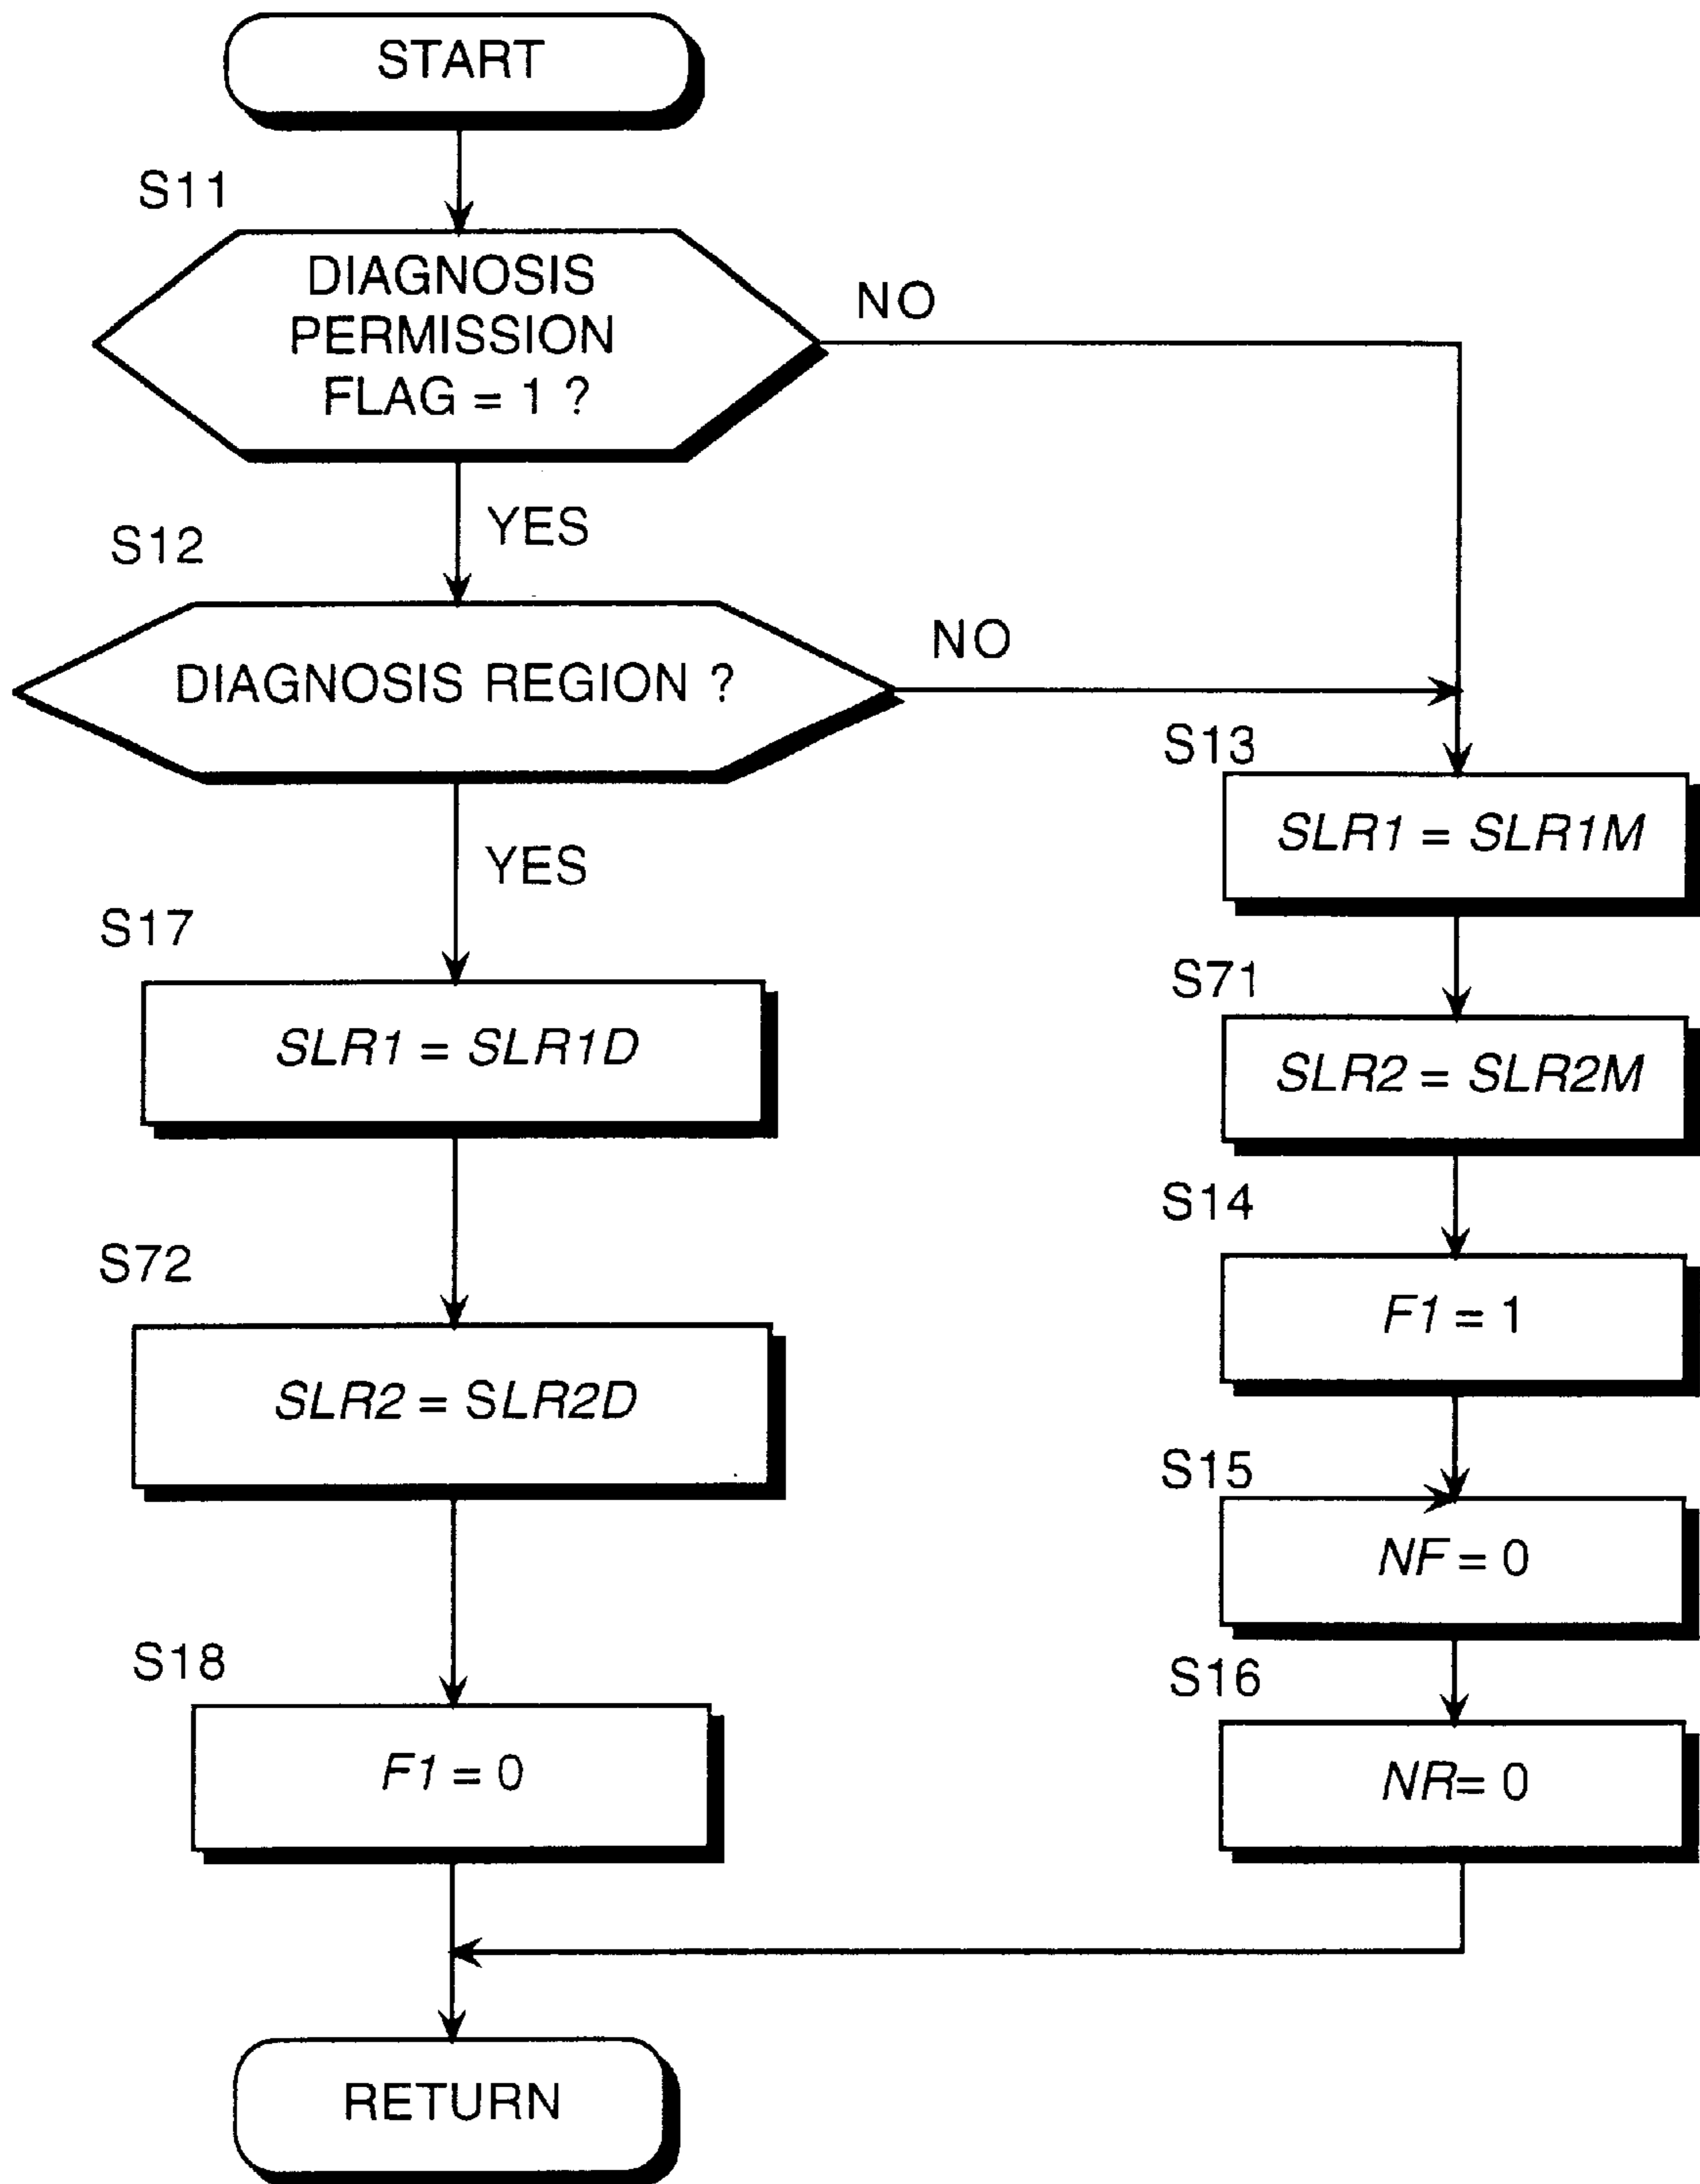 START
S11
DIAGNOSIS
PERMISSION
FLAG = 1 ?
NO
YES
S12
DIAGNOSIS REGION ?
NO
YES
S13
SLR1 = SLR1M
S17
SLR1 = SLR1D
S71
SLR2 = SLR2M
S72
SLR2 = SLR2D
S14
F1 = 1
S15
NF = 0
S18
F1 = 0
S16
NR= 0
RETURN